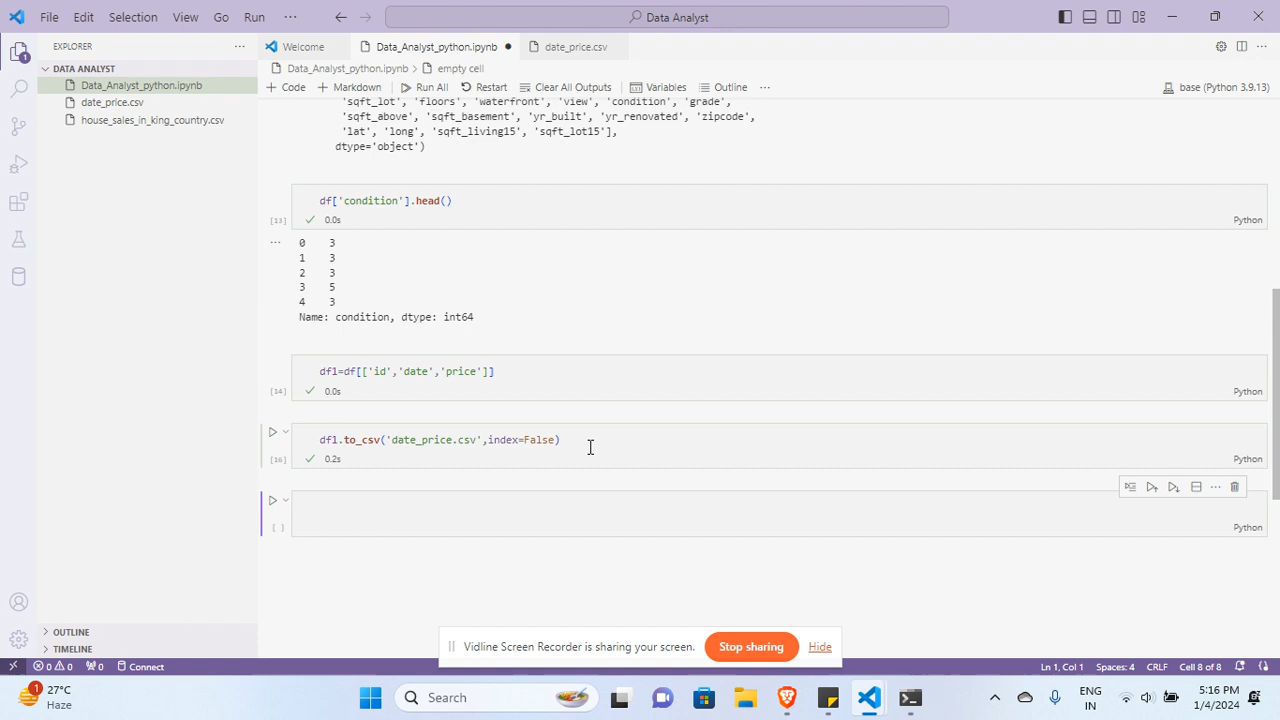 File Edit Selection View Go Run ··· Data Analyst
EXPLORER ··· Welcome Data_Analyst_python.ipynb date_price.csv
DATA ANALYST
Data_Analyst_python.ipynb > empty cell
Data_Analyst_python.ipynb
date_price.csv
house_sales_in_king_country.csv
+ Code + Markdown Run All Restart Clear All Outputs Variables Outline ··· base (Python 3.9.13)
'sqft_lot', 'floors', 'waterfront', 'view', 'condition', 'grade',
'sqft_above', 'sqft_basement', 'yr_built', 'yr_renovated', 'zipcode',
'lat', 'long', 'sqft_living15', 'sqft_lot15'],
dtype='object')
df['condition'].head()
[13] 0.0s Python
0 3
1 3
2 3
3 5
4 3
Name: condition, dtype: int64
df1=df[['id','date','price']]
[14] 0.0s Python
df1.to_csv('date_price.csv',index=False)
[16] 0.2s Python
[ ] Python
OUTLINE
TIMELINE
Vidline Screen Recorder is sharing your screen. Stop sharing Hide
0 0 0 Connect Ln 1, Col 1 Spaces: 4 CRLF Cell 8 of 8
1 27°C
Haze
Search
ENG
IN
5:16 PM
1/4/2024